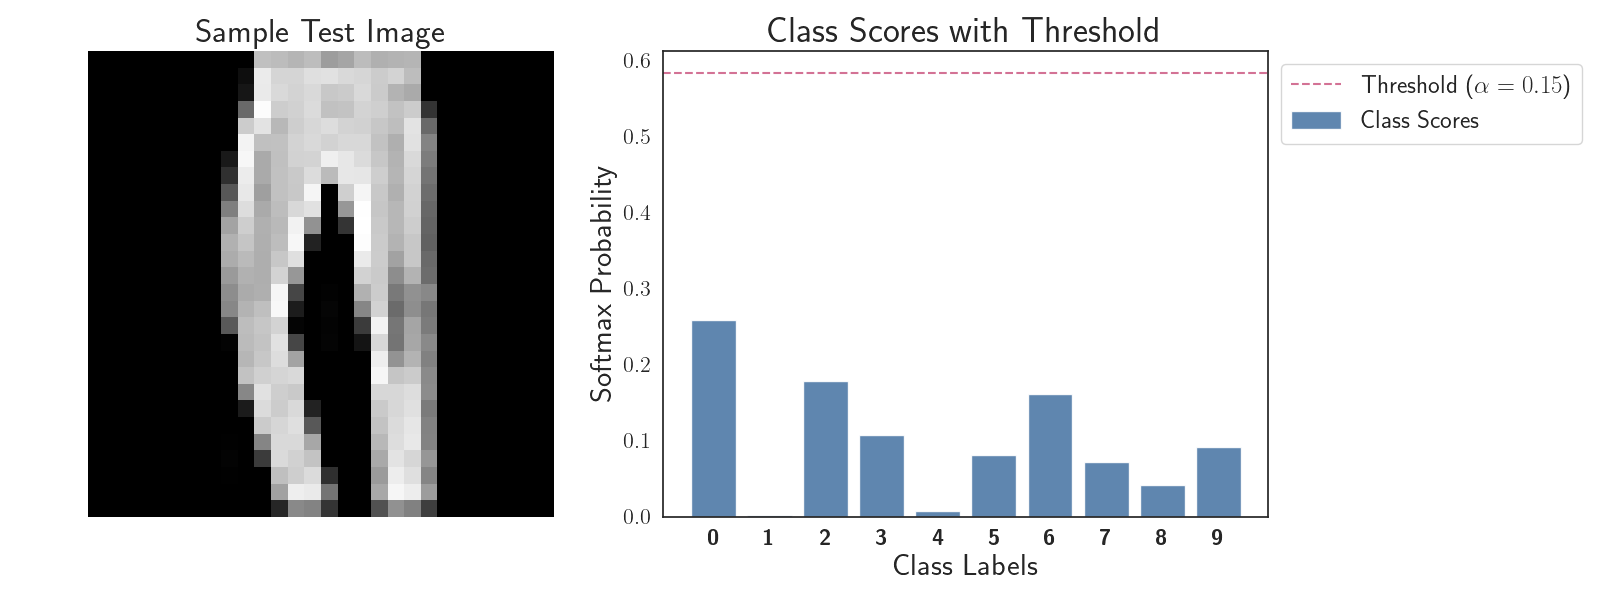 Sample Test Image
Class Scores with Threshold
Threshold (α = 0.15)
Class Scores
Softmax Probability
0.6
0.5
0.4
0.3
0.2
0.1
0.0
0 1 2 3 4 5 6 7 8 9
Class Labels